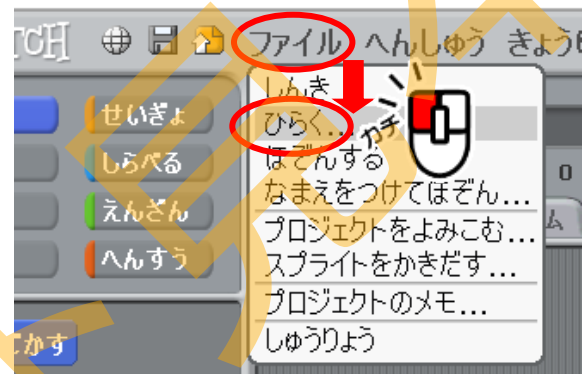 TCH ファイル へんしゅう きょう
しんき
ひらく...
カチ
ほぞんする
なまえをつけてほぞん...
プロジェクトをよみこむ...
スプライトをかきだす...
プロジェクトのメモ...
しゅうりょう
せいぎょ
しらべる
えんざん
へんすう
てかす
0
ム